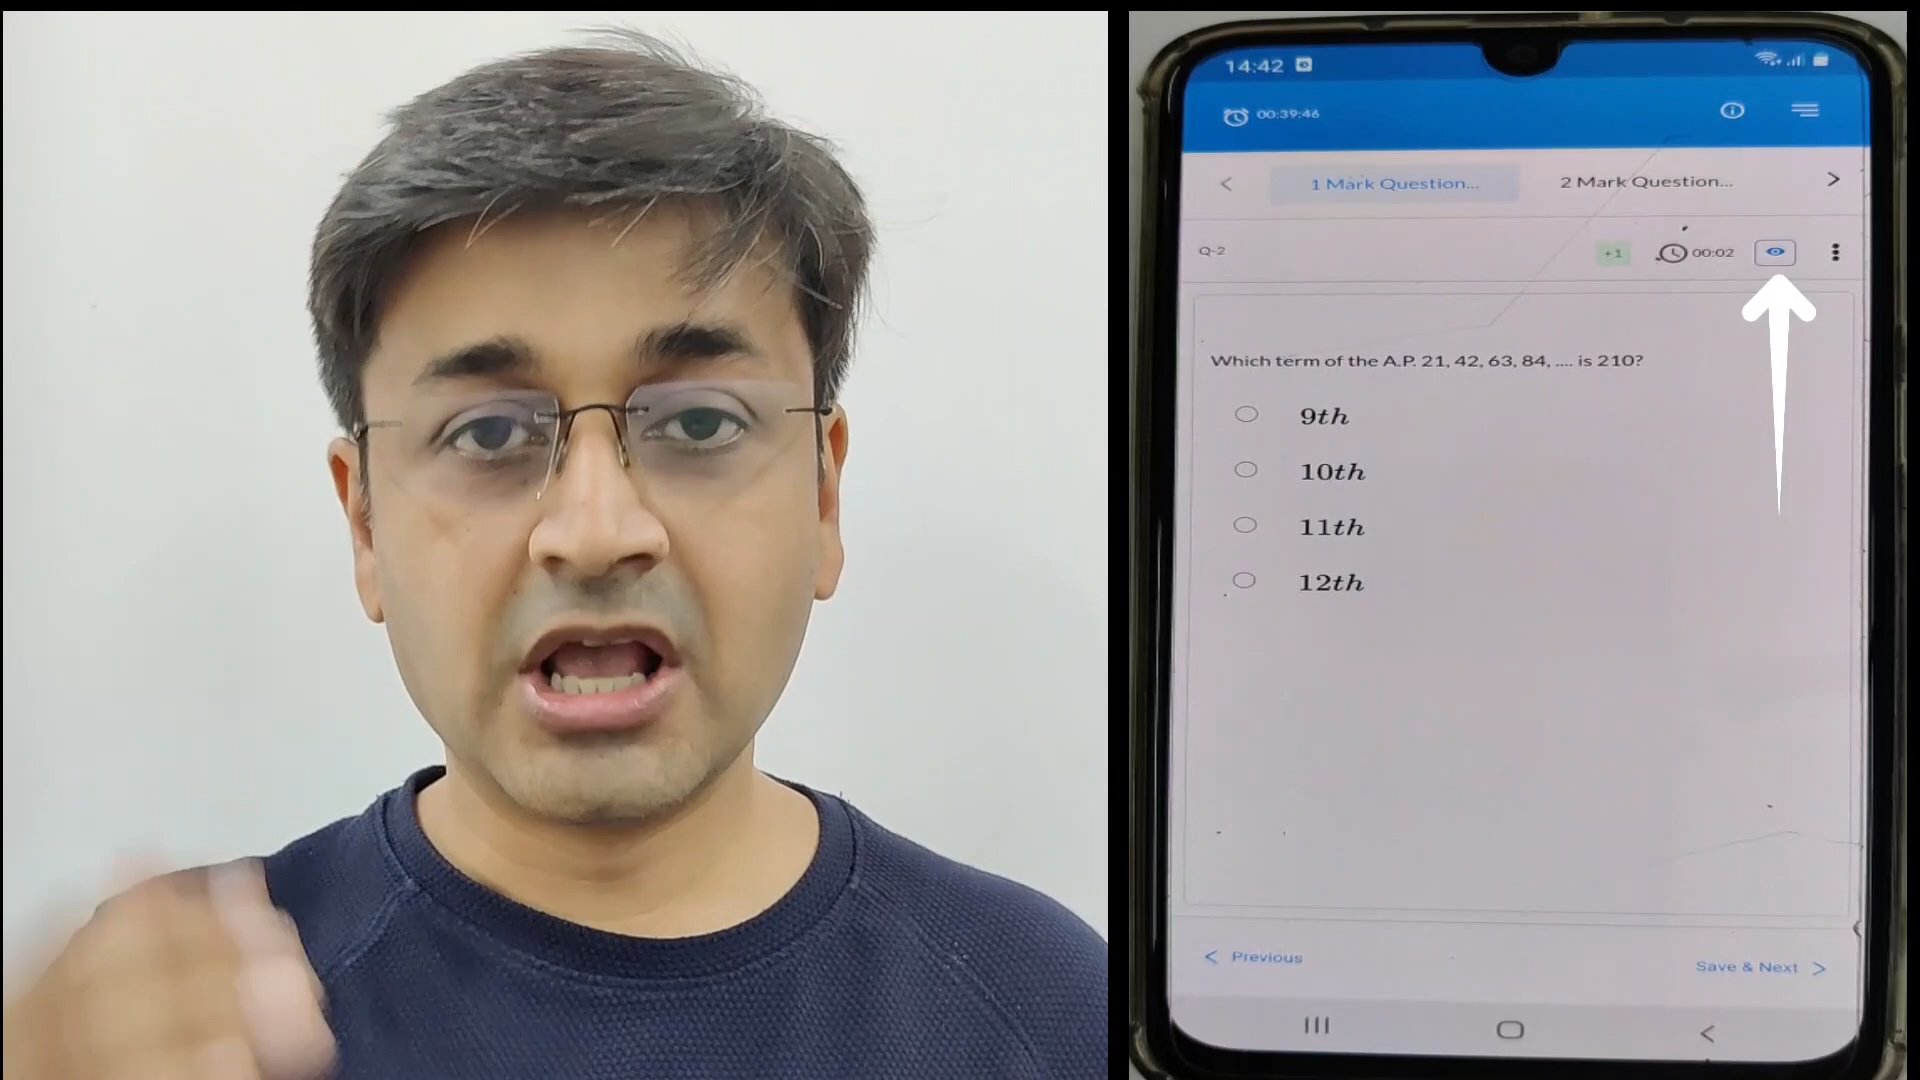 14:42
00:39:46
1 Mark Question...
2 Mark Question...
Q-2
+1
00:02
Which term of the A.P. 21, 42, 63, 84, .... is 210?
9th
10th
11th
12th
Previous
Save & Next